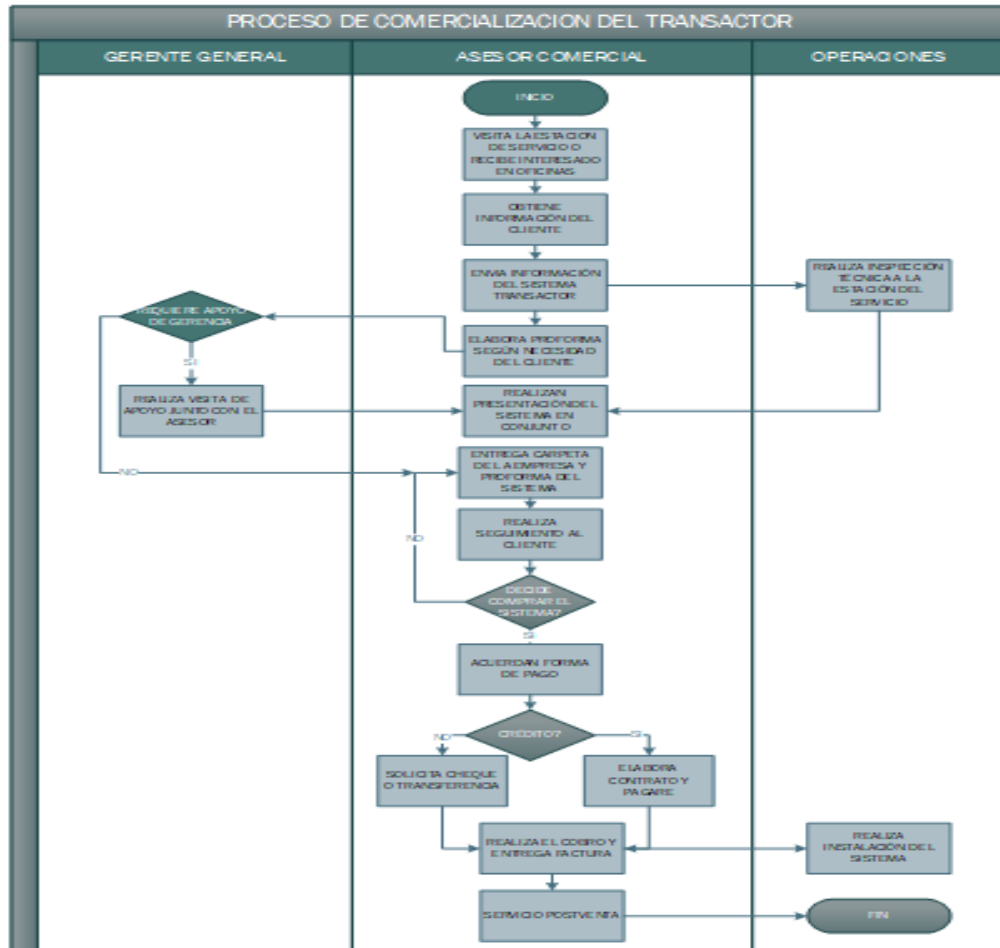 PROCESO DE COMERCIALIZACION DEL TRANSACTOR
GERENTE GENERAL
ASESOR COMERCIAL
OPERACIONES
INICIO
VISITA LA ESTACION
DE SERVICIO O
RECIBE INTERESADO
EN OFICINAS
OBTIENE
INFORMACIÓN DEL
CLIENTE
ENVIA INFORMACIÓN
DEL SISTEMA
TRANSACTOR
REALIZA INSPECCIÓN
TÉCNICA A LA
ESTACIÓN DEL
SERVICIO
REQUIERE APOYO
DE GERENCIA
SI
ELABORA PROFORMA
SEGÚN NECESIDAD
DEL CLIENTE
REALIZA VISITA DE
APOYO JUNTO CON EL
ASESOR
REALIZAN
PRESENTACIÓN DEL
SISTEMA EN
CONJUNTO
NO
ENTREGA CARPETA
DE LA EMPRESA Y
PROFORMA DEL
SISTEMA
REALIZA
SEGUIMIENTO AL
CLIENTE
NO
DECIDE
COMPRAR EL
SISTEMA?
SI
ACUERDAN FORMA
DE PAGO
CRÉDITO?
NO
SI
SOLICITA CHEQUE
O TRANSFERENCIA
ELABORA
CONTRATO Y
PAGARE
REALIZA EL COBRO Y
ENTREGA FACTURA
REALIZA
INSTALACIÓN DEL
SISTEMA
SERVICIO POSTVENTA
FIN